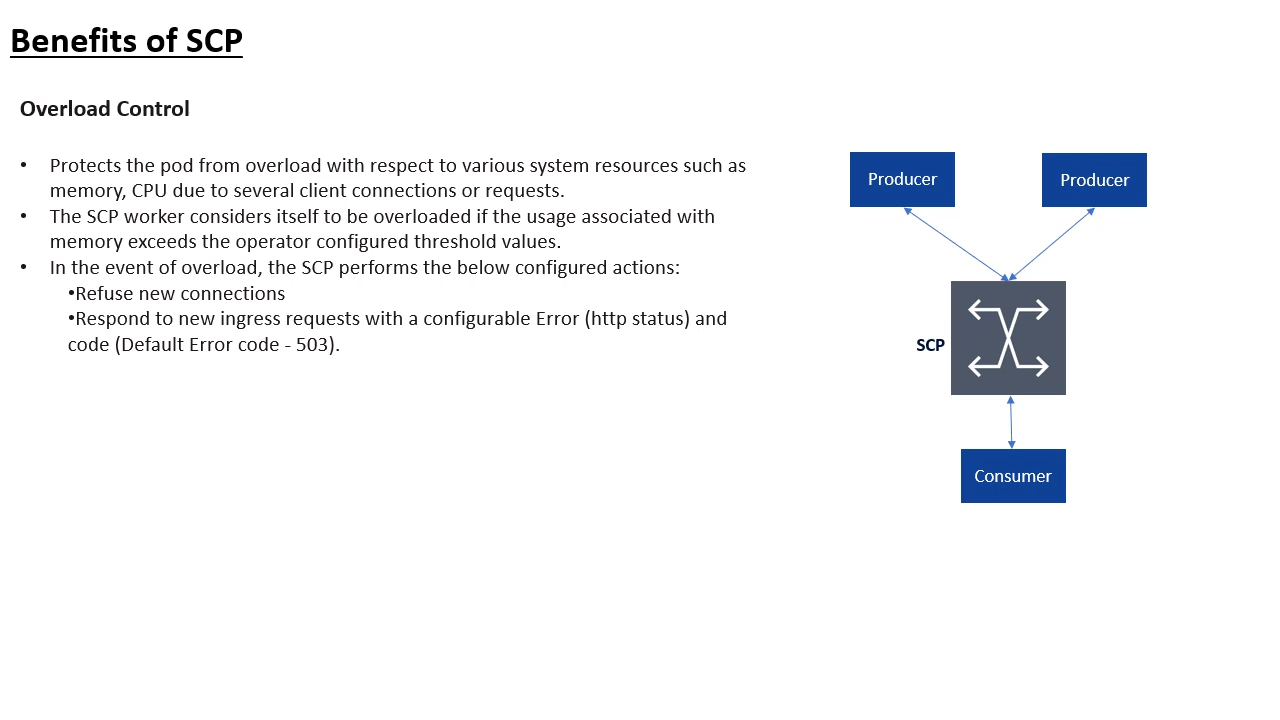 Benefits of SCP
Overload Control
• Protects the pod from overload with respect to various system resources such as
memory, CPU due to several client connections or requests.
• The SCP worker considers itself to be overloaded if the usage associated with
memory exceeds the operator configured threshold values.
• In the event of overload, the SCP performs the below configured actions:
•Refuse new connections
•Respond to new ingress requests with a configurable Error (http status) and
code (Default Error code - 503).
Producer
Producer
SCP
Consumer